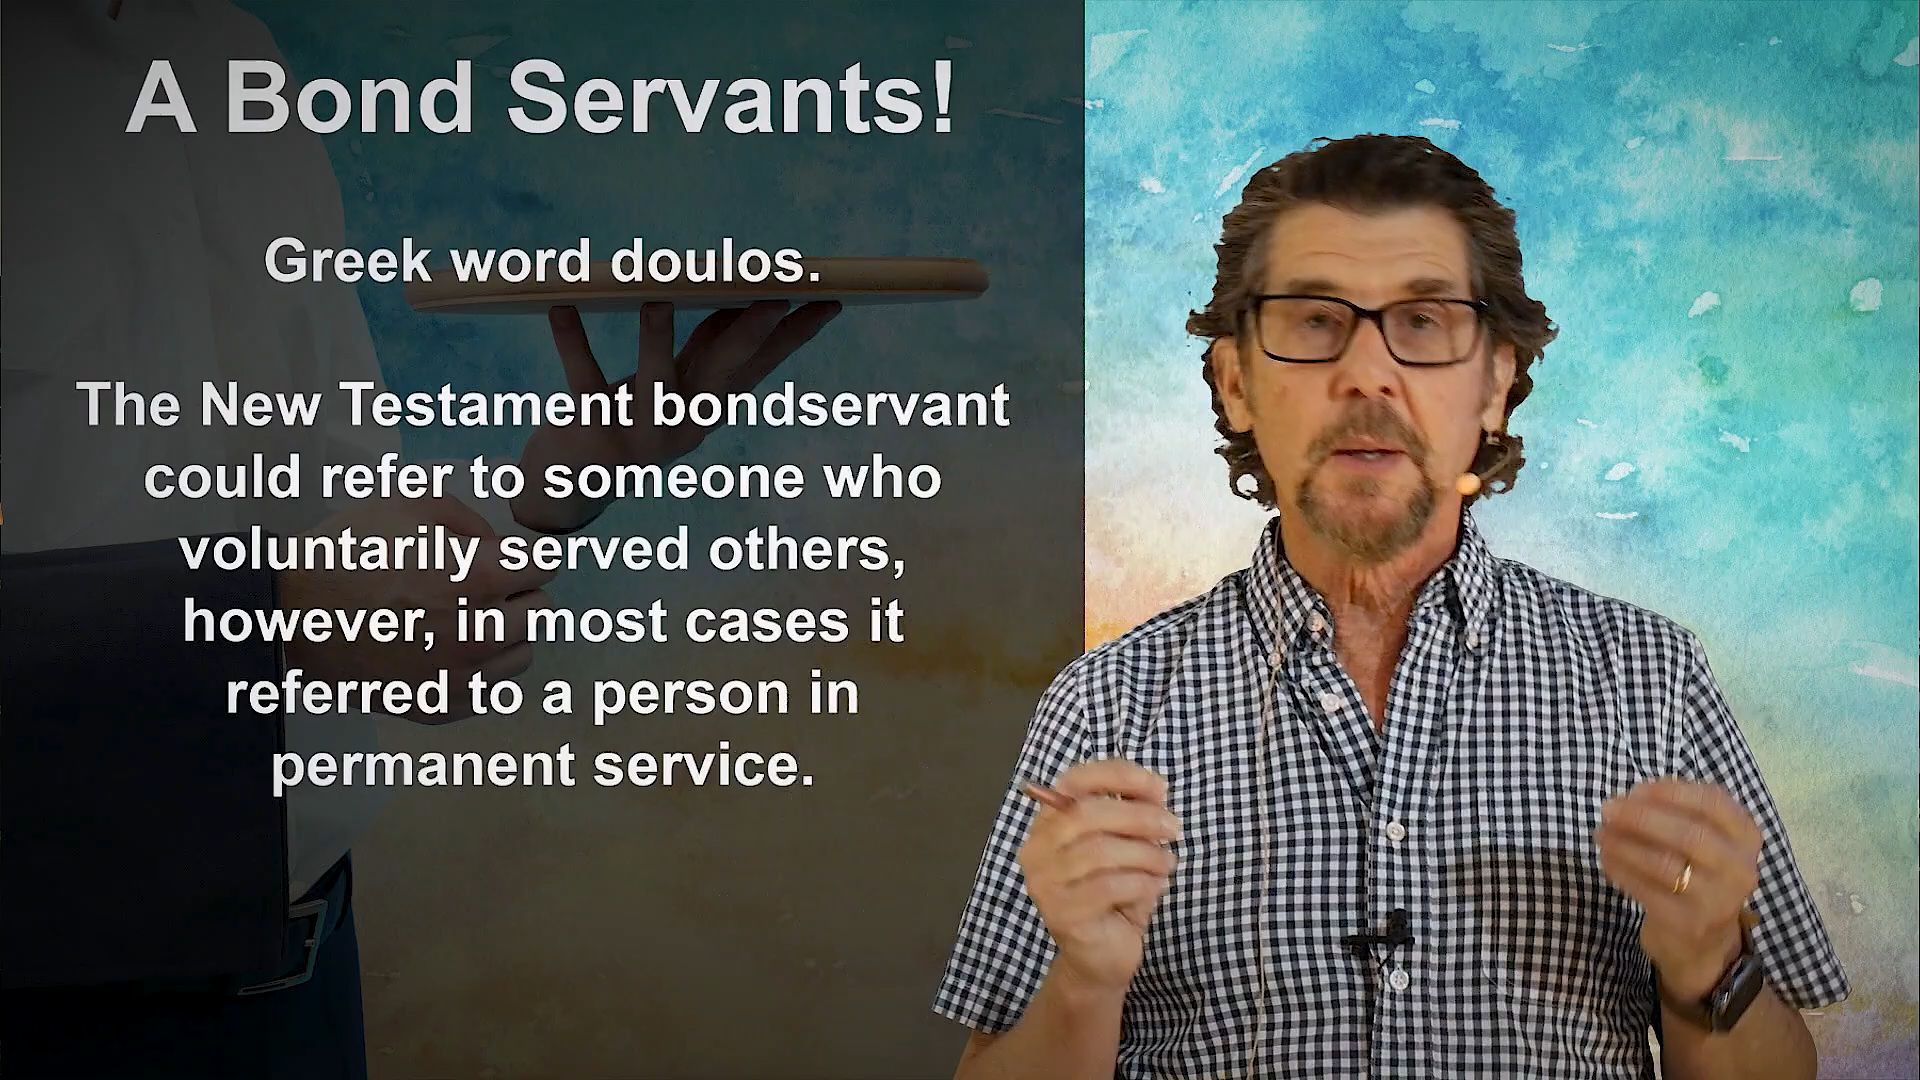 A Bond Servants!
Greek word doulos.
The New Testament bondservant
could refer to someone who
voluntarily served others,
however, in most cases it
referred to a person in
permanent service.